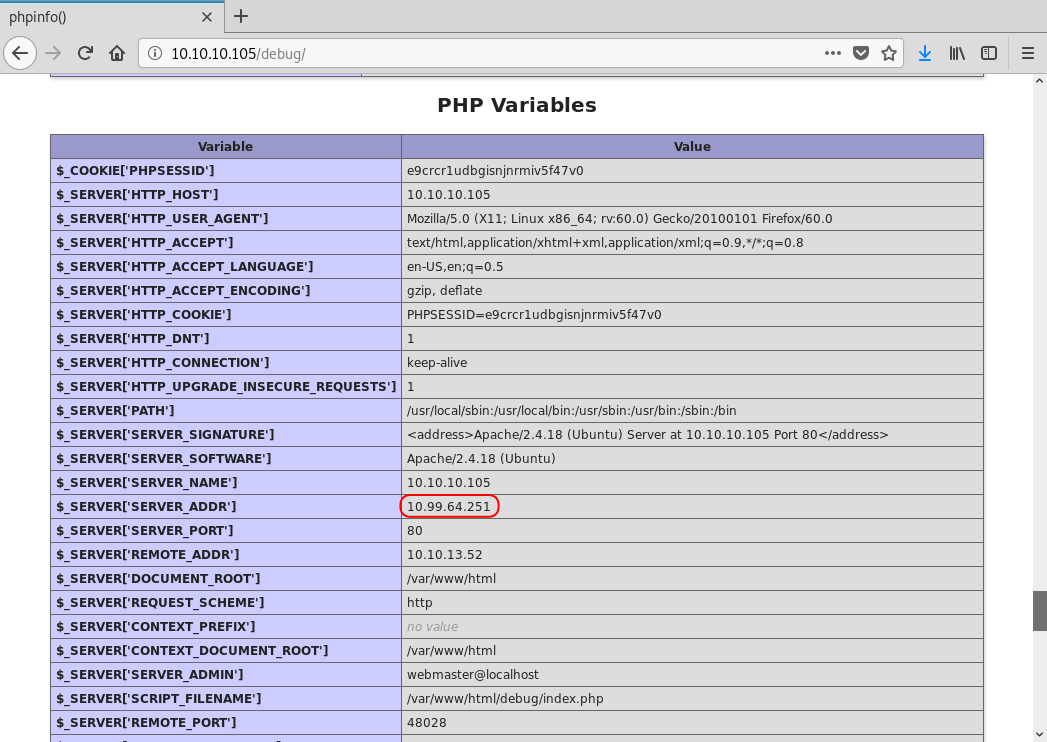 phpinfo()
10.10.10.105/debug/
PHP Variables
Variable Value
$_COOKIE['PHPSESSID'] e9crcr1udbgisnjnrmiv5f47v0
$_SERVER['HTTP_HOST'] 10.10.10.105
$_SERVER['HTTP_USER_AGENT'] Mozilla/5.0 (X11; Linux x86_64; rv:60.0) Gecko/20100101 Firefox/60.0
$_SERVER['HTTP_ACCEPT'] text/html,application/xhtml+xml,application/xml;q=0.9,*/*;q=0.8
$_SERVER['HTTP_ACCEPT_LANGUAGE'] en-US,en;q=0.5
$_SERVER['HTTP_ACCEPT_ENCODING'] gzip, deflate
$_SERVER['HTTP_COOKIE'] PHPSESSID=e9crcr1udbgisnjnrmiv5f47v0
$_SERVER['HTTP_DNT'] 1
$_SERVER['HTTP_CONNECTION'] keep-alive
$_SERVER['HTTP_UPGRADE_INSECURE_REQUESTS'] 1
$_SERVER['PATH'] /usr/local/sbin:/usr/local/bin:/usr/sbin:/usr/bin:/sbin:/bin
$_SERVER['SERVER_SIGNATURE'] <address>Apache/2.4.18 (Ubuntu) Server at 10.10.10.105 Port 80</address>
$_SERVER['SERVER_SOFTWARE'] Apache/2.4.18 (Ubuntu)
$_SERVER['SERVER_NAME'] 10.10.10.105
$_SERVER['SERVER_ADDR'] 10.99.64.251
$_SERVER['SERVER_PORT'] 80
$_SERVER['REMOTE_ADDR'] 10.10.13.52
$_SERVER['DOCUMENT_ROOT'] /var/www/html
$_SERVER['REQUEST_SCHEME'] http
$_SERVER['CONTEXT_PREFIX'] no value
$_SERVER['CONTEXT_DOCUMENT_ROOT'] /var/www/html
$_SERVER['SERVER_ADMIN'] webmaster@localhost
$_SERVER['SCRIPT_FILENAME'] /var/www/html/debug/index.php
$_SERVER['REMOTE_PORT'] 48028